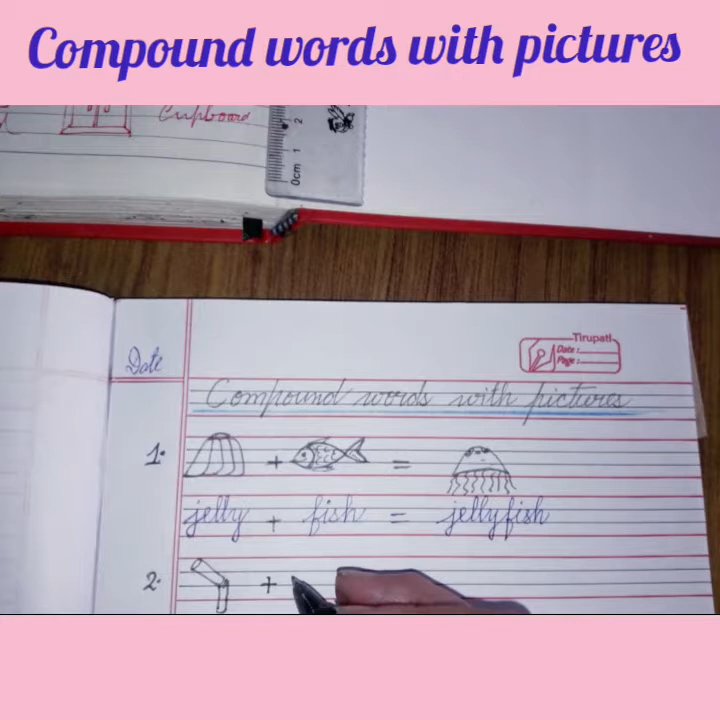 Compound words with pictures
Cupboard
0cm 1 2
Tirupati
Date :
Page :
Date
Compound words with pictures
1. + =
jelly + fish = jellyfish
2. +